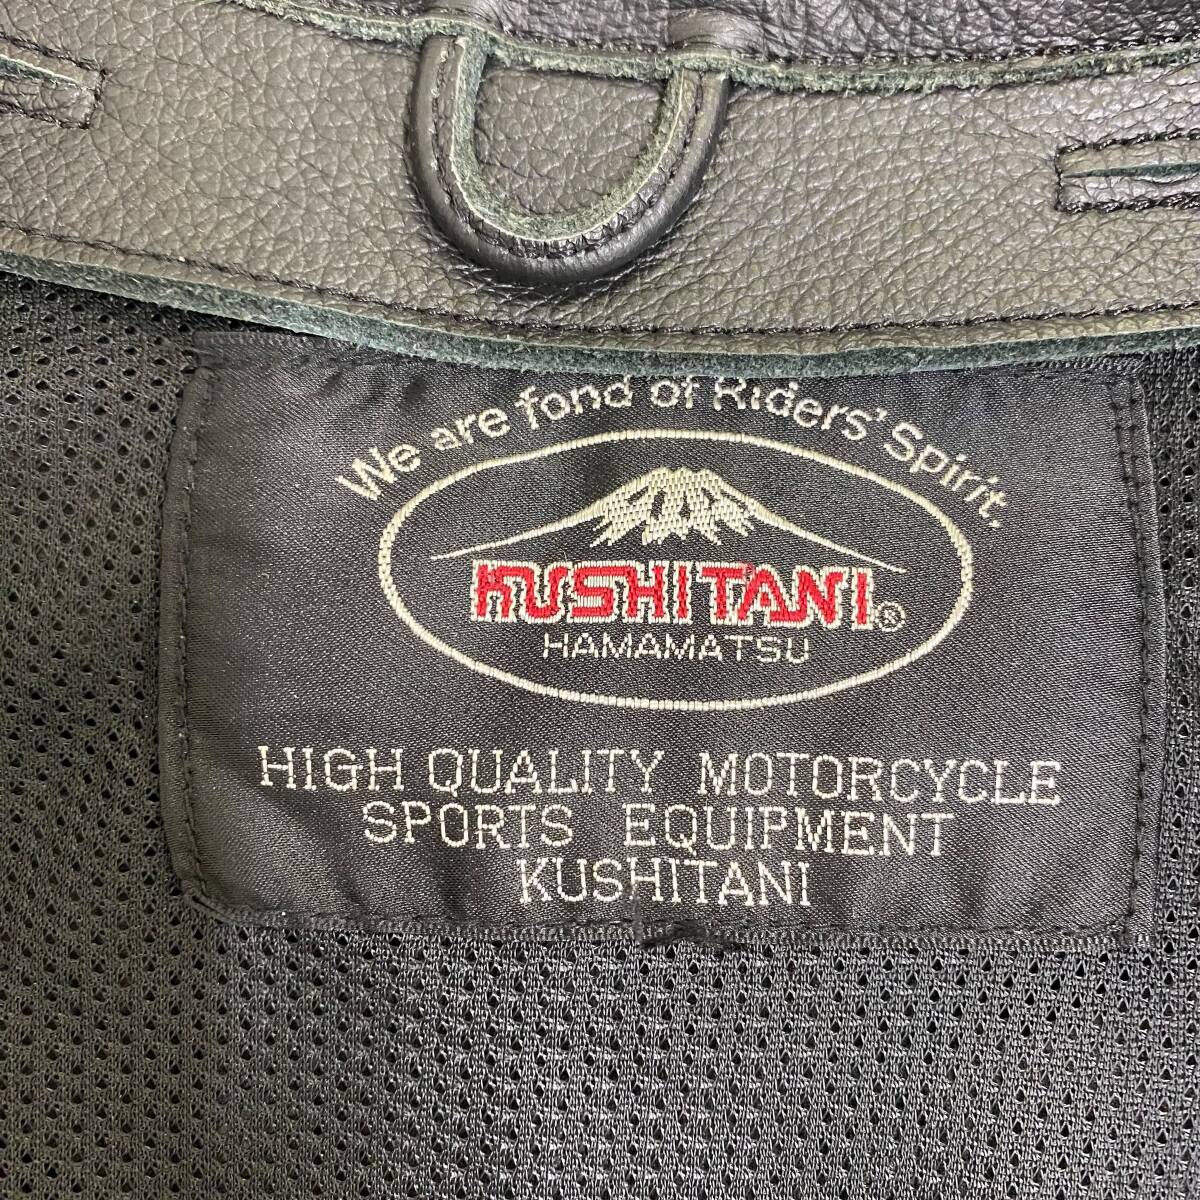 We are fond of Riders' Spirit.
KUSHITANI®
HAMAMATSU
HIGH QUALITY MOTORCYCLE
SPORTS EQUIPMENT
KUSHITANI